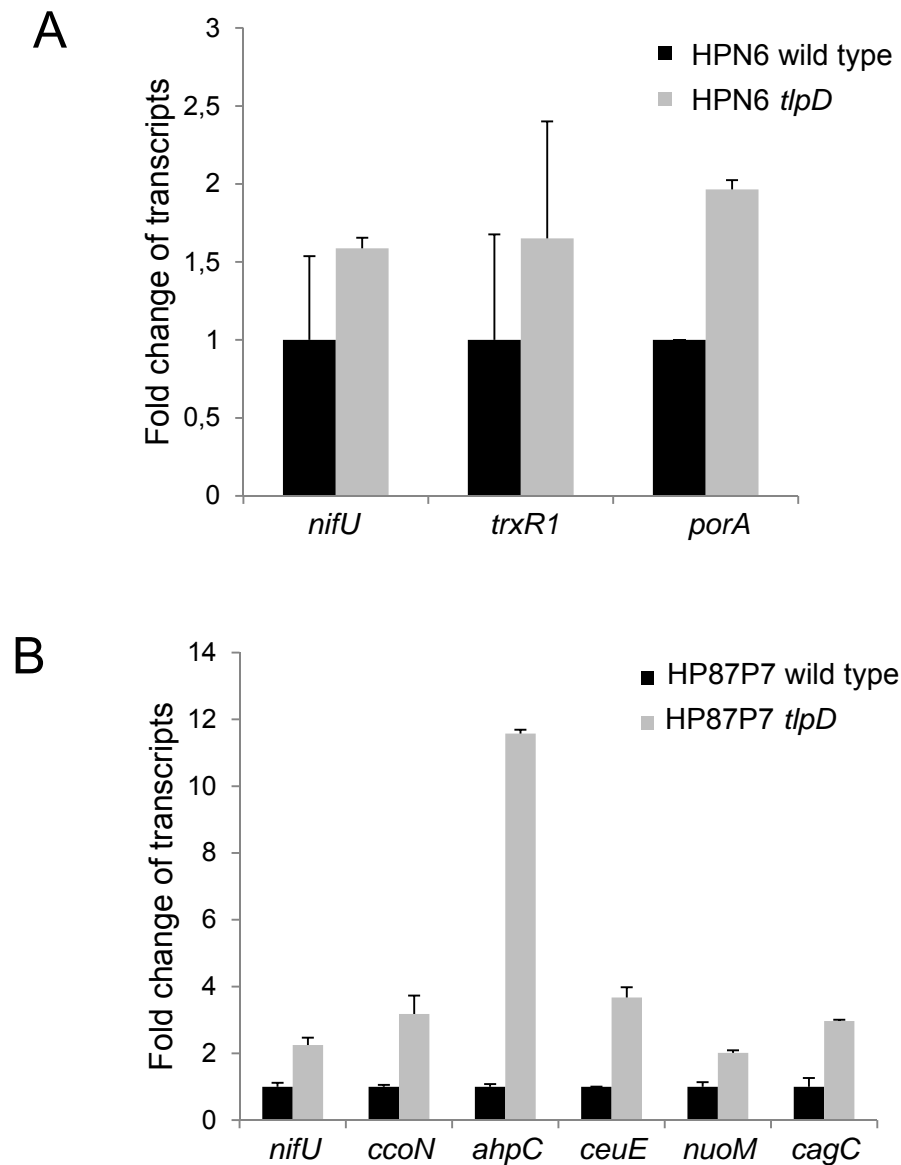 A
Fold change of transcripts
3
2,5
2
1,5
1
0,5
0
HPN6 wild type
HPN6 tlpD
nifU trxR1 porA
B
Fold change of transcripts
14
12
10
8
6
4
2
0
HP87P7 wild type
HP87P7 tlpD
nifU ccoN ahpC ceuE nuoM cagC